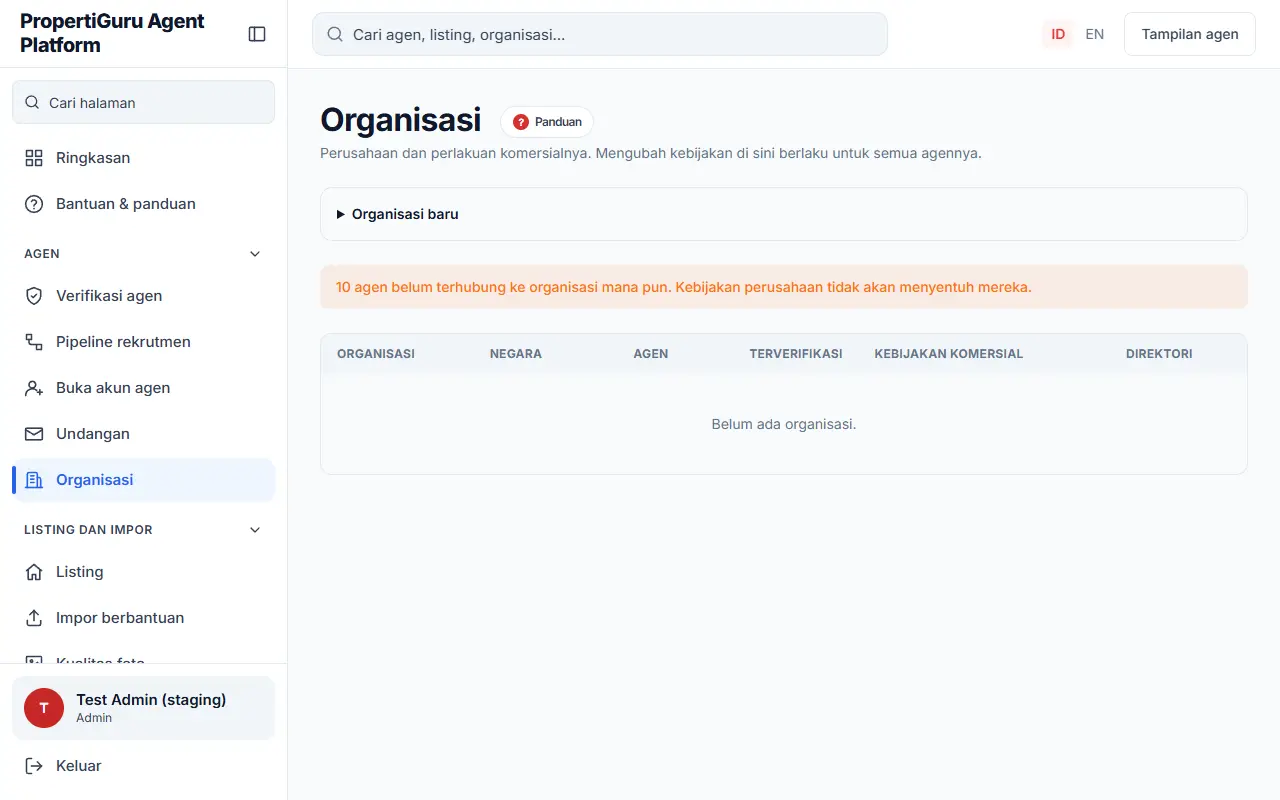 PropertiGuru Agent
Platform
Cari halaman
Ringkasan
Bantuan & panduan
AGEN
Verifikasi agen
Pipeline rekrutmen
Buka akun agen
Undangan
Organisasi
LISTING DAN IMPOR
Listing
Impor berbantuan
Kualitas foto
T
Test Admin (staging)
Admin
Keluar
Cari agen, listing, organisasi...
ID
EN
Tampilan agen
Organisasi
? Panduan
Perusahaan dan perlakuan komersialnya. Mengubah kebijakan di sini berlaku untuk semua agennya.
Organisasi baru
10 agen belum terhubung ke organisasi mana pun. Kebijakan perusahaan tidak akan menyentuh mereka.
ORGANISASI NEGARA AGEN TERVERIFIKASI KEBIJAKAN KOMERSIAL DIREKTORI
Belum ada organisasi.